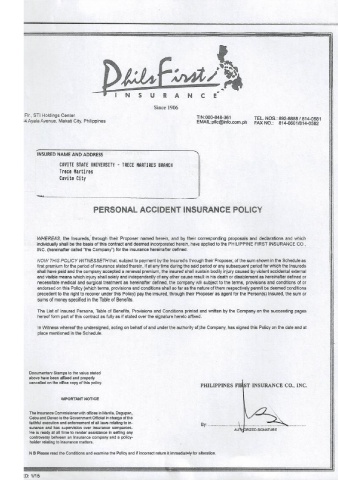 PhilsFirst
INSURANCE
Since 1906
Flr., STI Holdings Center
4 Ayala Avenue, Makati City, Philippines
TIN 000-848-361
EMAIL: pfic@info.com.ph
TEL. NOS.:
FAX NO.:
INSURED NAME AND ADDRESS
CAVITE STATE UNIVERSITY - TRECE MARTIRES BRANCH
Trece Martires
Cavite City
PERSONAL ACCIDENT INSURANCE POLICY
WHEREAS, the Insureds, through their Proposer named herein, and by their corresponding proposals and declarations and which
individually shall be the basis of this contract and deemed incorporated herein, have applied to the PHILIPPINE FIRST INSURANCE CO.,
INC. (hereinafter called "the Company") for the insurance hereinafter defined:
NOW THIS POLICY WITNESSETH that, subject to payment by the Insureds through their Proposer, of the sum shown in the Schedule as
first premium for the period of insurance stated therein, if at any time during the said period or any subsequent period for which the Insureds
shall have paid and the company accepted a renewal premium, the insured shall sustain bodily injury caused by violent accidental external
and visible means which injury shall solely and independently of any other cause result in his death or disablement as hereinafter defined or
necessitate medical and surgical treatment as hereinafter defined, the company will subject to the terms, provisions and conditions of or
endorsed on this Policy (which terms, provisions and conditions shall so far as the nature of them respectively permit be deemed conditions
precedent to the right to recover under this Policy) pay the insured, through their Proposer as agent for the Person(s) Insured, the sum or
sums of money specified in the Table of Benefits.
The List of Insured Persons, Table of Benefits, Provisions and Conditions printed and written by the Company on the succeeding pages
hereof form part of this contract as fully as if stated over the signature hereto affixed.
In Witness whereof the undersigned, acting on behalf of and under the authority of the Company, has signed this Policy on the date and at
place mentioned in the Schedule.
Documentary Stamps to the value stated
above have been affixed and properly
cancelled on the office copy of this policy.
IMPORTANT NOTICE
The Insurance Commissioner with offices in Manila, Dagupan,
Cebu and Davao is the Government Official in charge of the
faithful execution and enforcement of all laws relating to in-
surance and has supervision over insurance companies.
He is ready at all time to render assistance in settling any
controversy between an insurance company and a policy-
holder relating to insurance matters.
PHILIPPINES FIRST INSURANCE CO., INC.
By
AUTHORIZED SIGNATURE
N B Please read the Conditions and examine the Policy and if incorrect return it immediately for alteration.